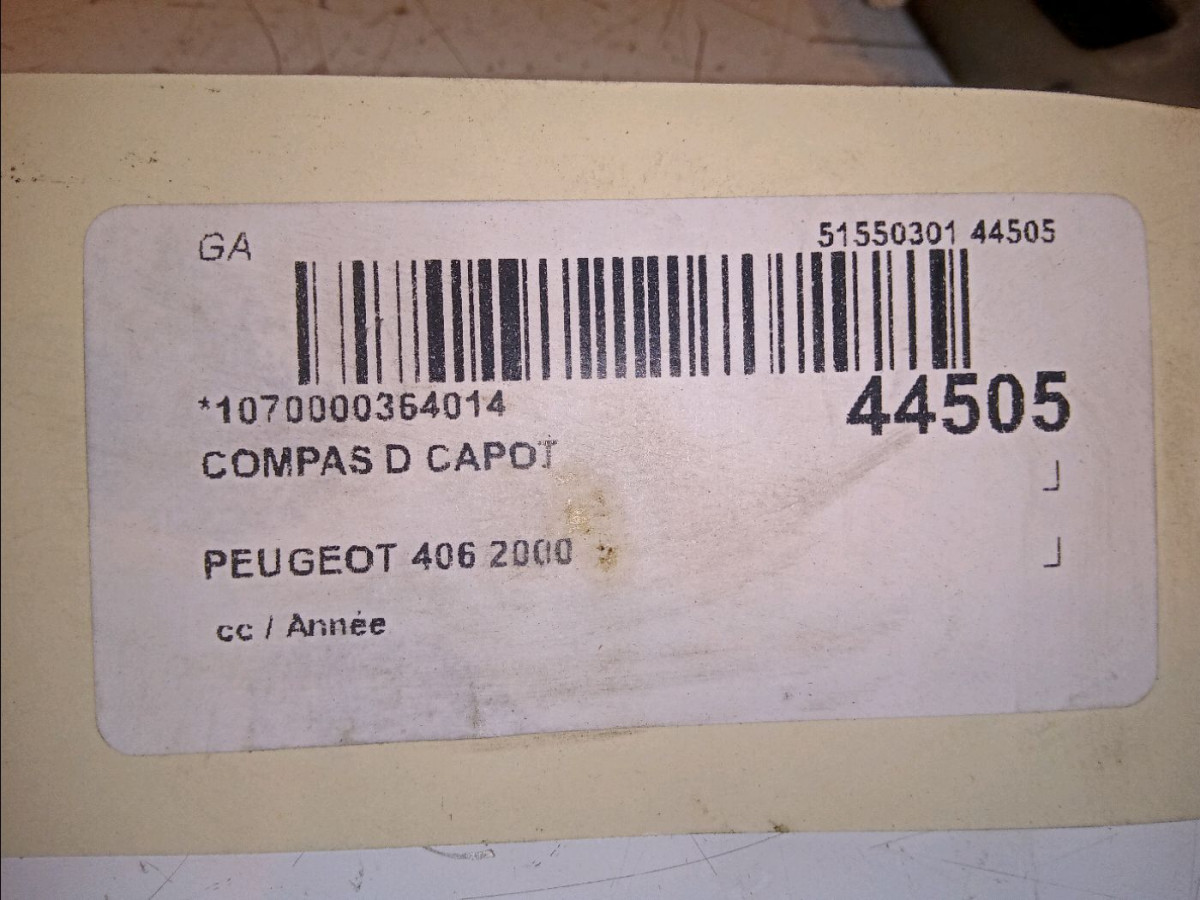 GA
51550301 44505
*1070000364014
44505
COMPAS D CAPOT
PEUGEOT 406 2000
cc / Année